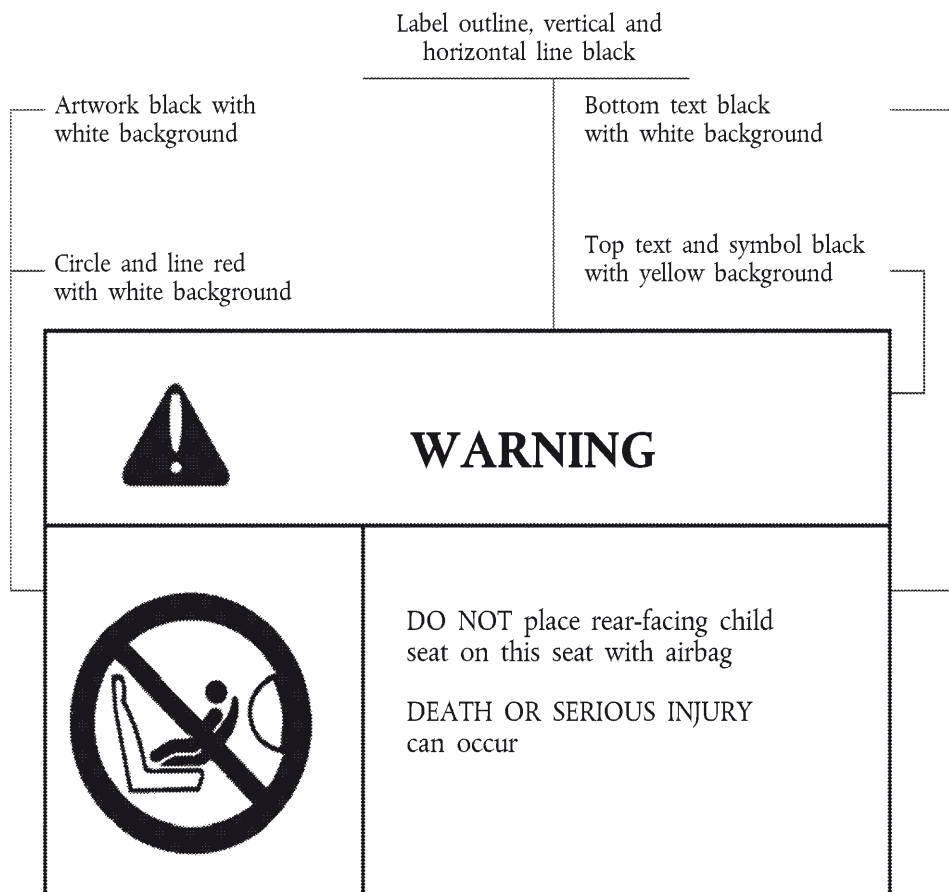 Label outline, vertical and
horizontal line black
Artwork black with
white background
Bottom text black
with white background
Circle and line red
with white background
Top text and symbol black
with yellow background
WARNING
DO NOT place rear-facing child
seat on this seat with airbag
DEATH OR SERIOUS INJURY
can occur